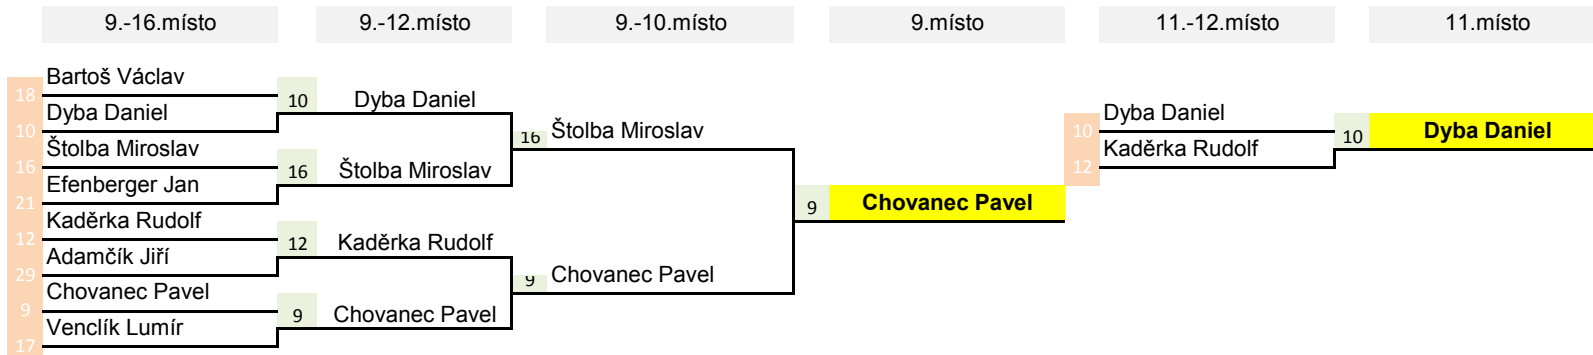 9.-16.místo 9.-12.místo 9.-10.místo 9.místo 11.-12.místo 11.místo
18 Bartoš Václav
10 Dyba Daniel
10 Dyba Daniel
16 Štolba Miroslav
16 Štolba Miroslav
21 Efenberger Jan
16 Štolba Miroslav
12 Kaděrka Rudolf
29 Adamčík Jiří
12 Kaděrka Rudolf
9 Chovanec Pavel
9 Chovanec Pavel
17 Venclík Lumír
9 Chovanec Pavel
9 Chovanec Pavel
10 Dyba Daniel
12 Kaděrka Rudolf
10 Dyba Daniel